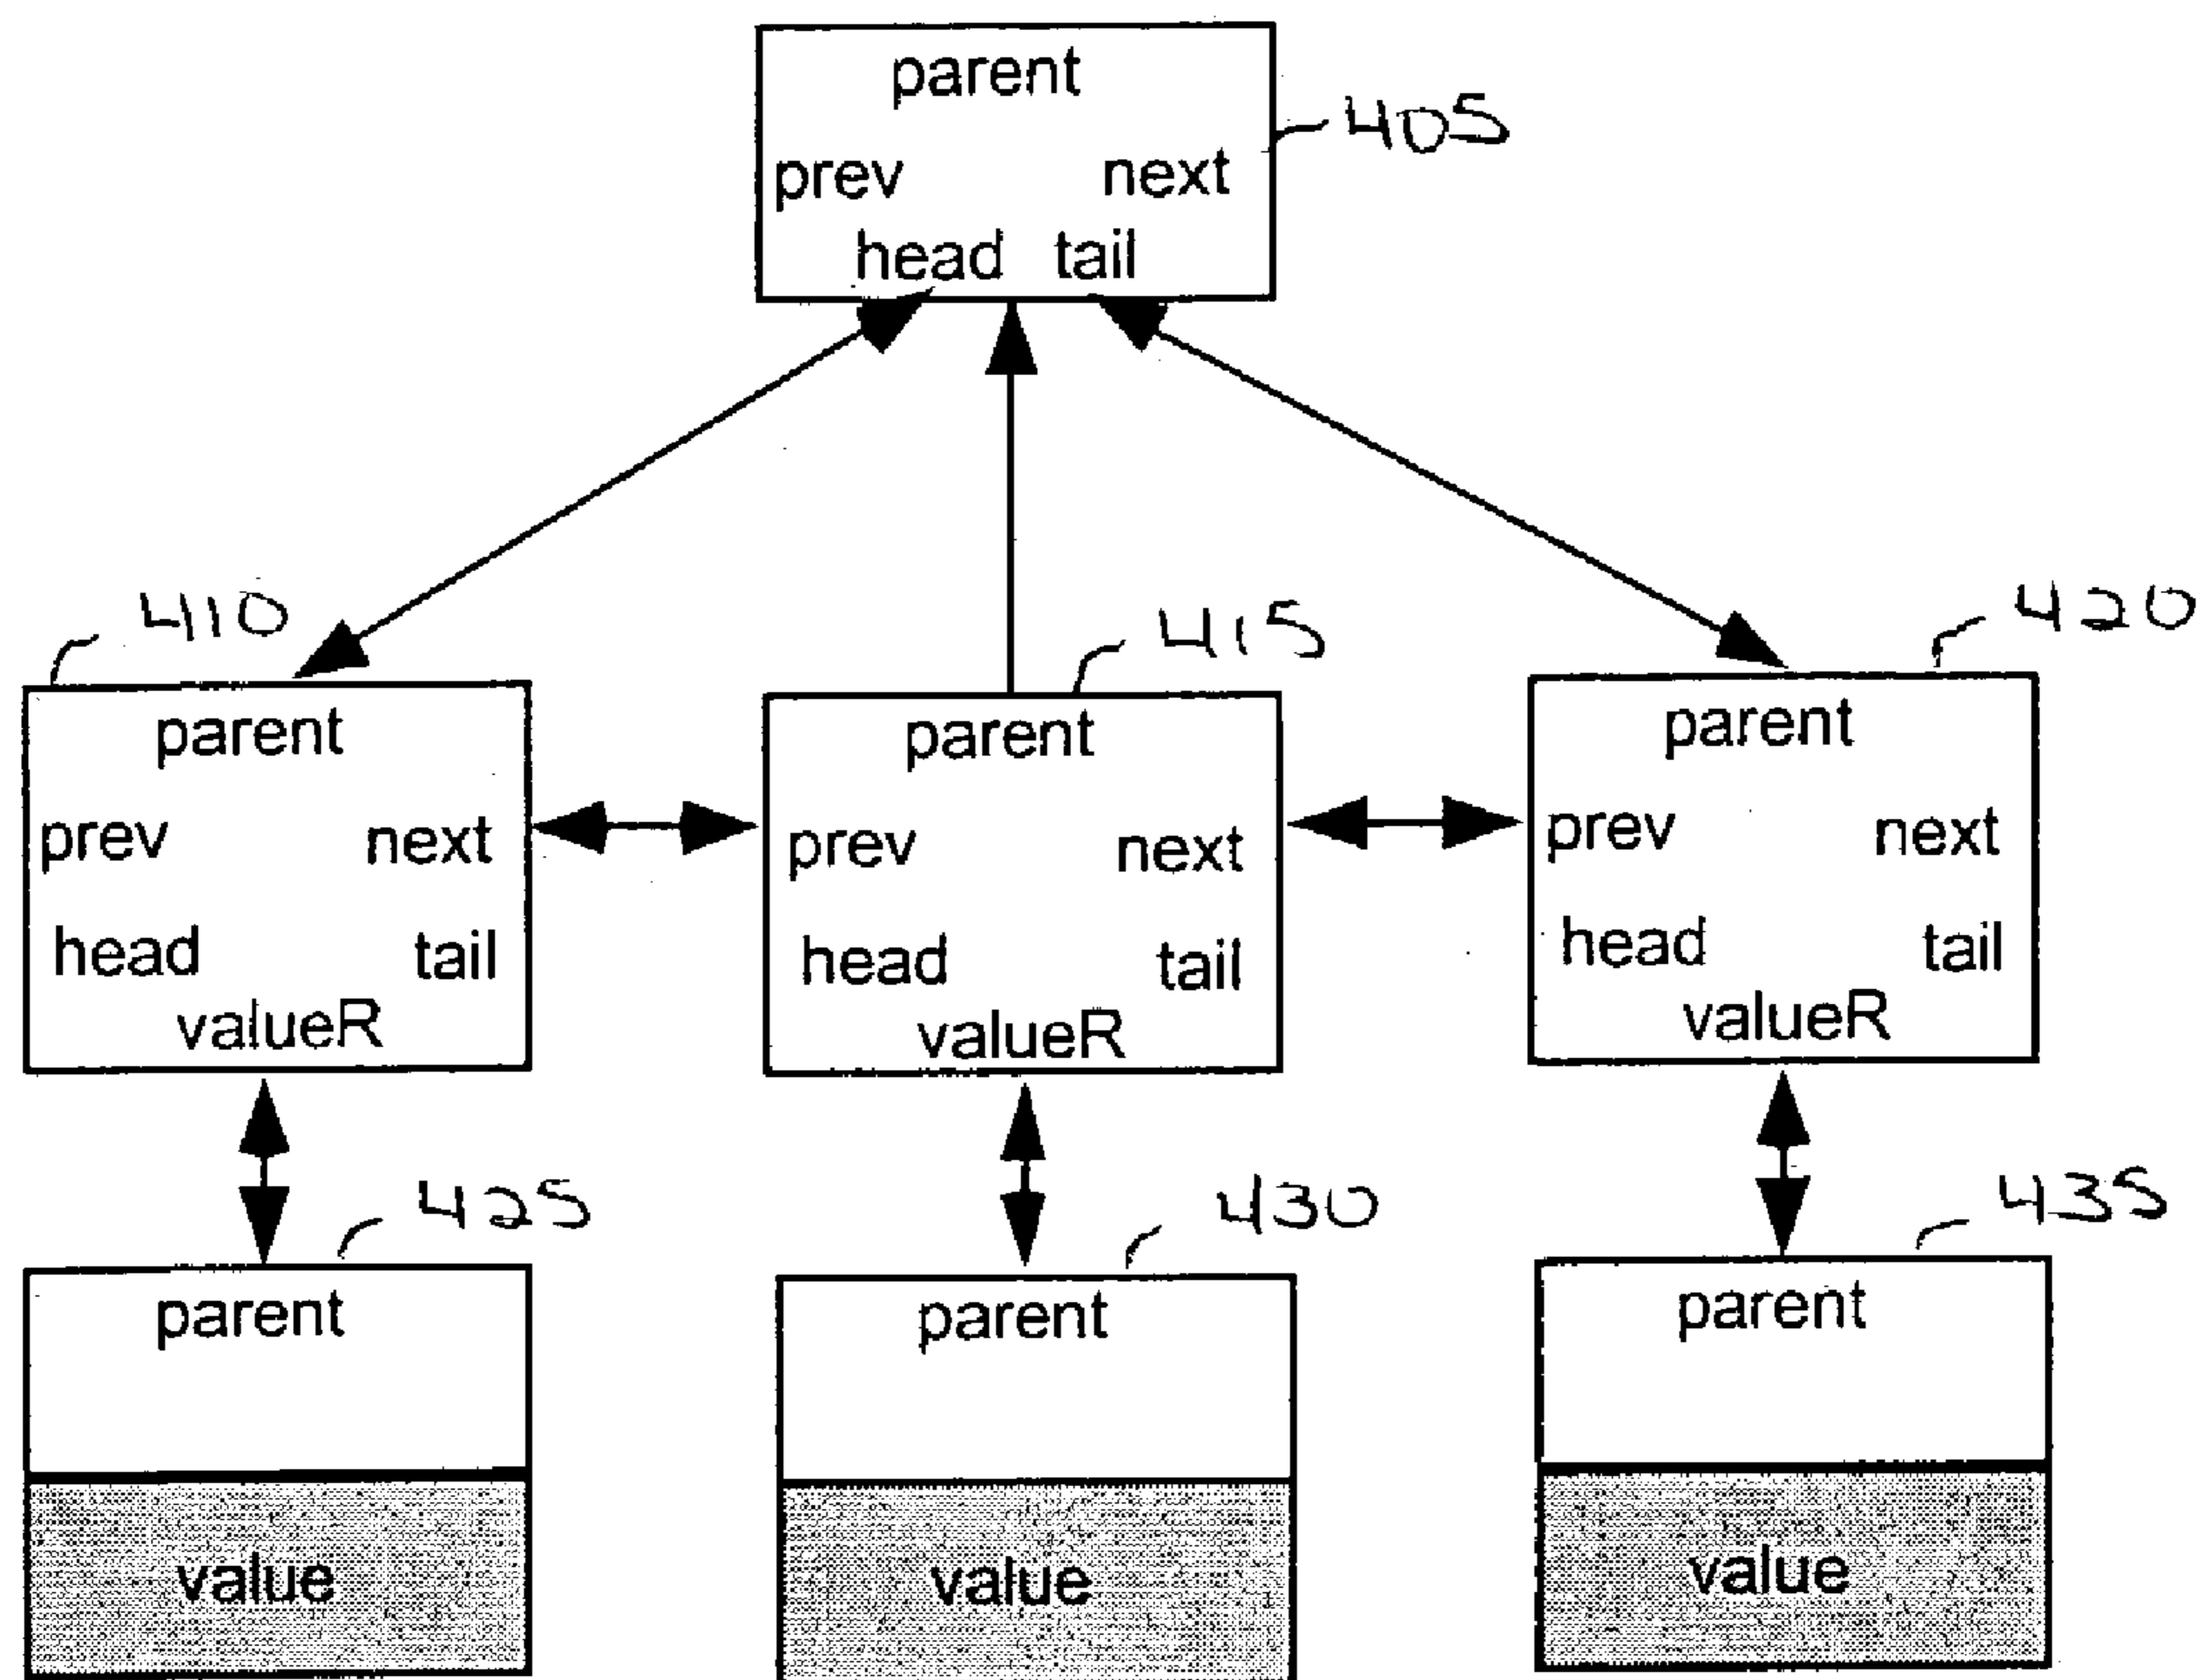 parent
405
prev next
head tail
410
415
420
parent
prev next
head tail
valueR
parent
prev next
head tail
valueR
parent
prev next
head tail
valueR
425
430
435
parent
value
parent
value
parent
value